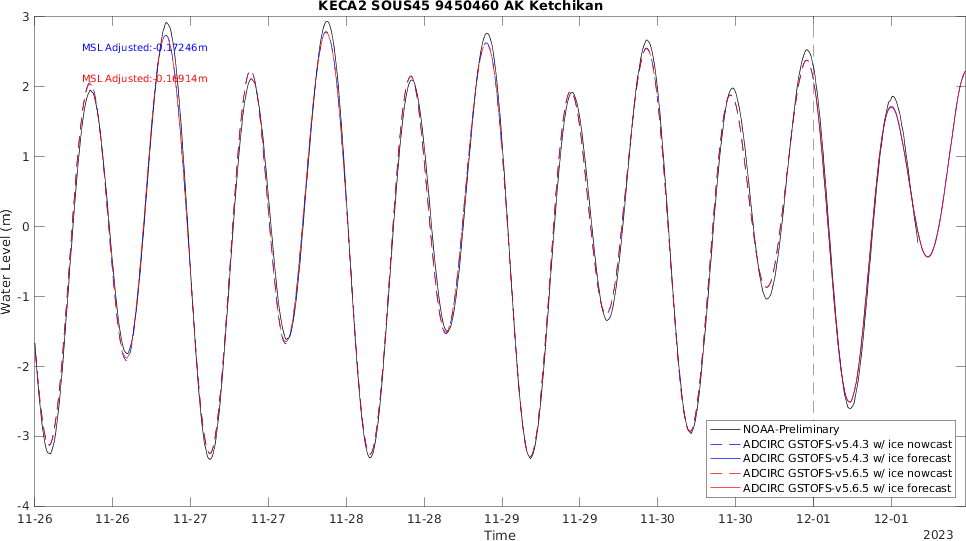 KECA2 SOUS45 9450460 AK Ketchikan
MSL Adjusted:-0.17246m
MSL Adjusted:-0.16914m
Water Level (m)
3
2
1
0
-1
-2
-3
-4
NOAA-Preliminary
ADCIRC GSTOFS-v5.4.3 w/ ice nowcast
ADCIRC GSTOFS-v5.4.3 w/ ice forecast
ADCIRC GSTOFS-v5.6.5 w/ ice nowcast
ADCIRC GSTOFS-v5.6.5 w/ ice forecast
11-26 11-26 11-27 11-27 11-28 11-28 11-29 11-29 11-30 11-30 12-01 12-01
Time
2023